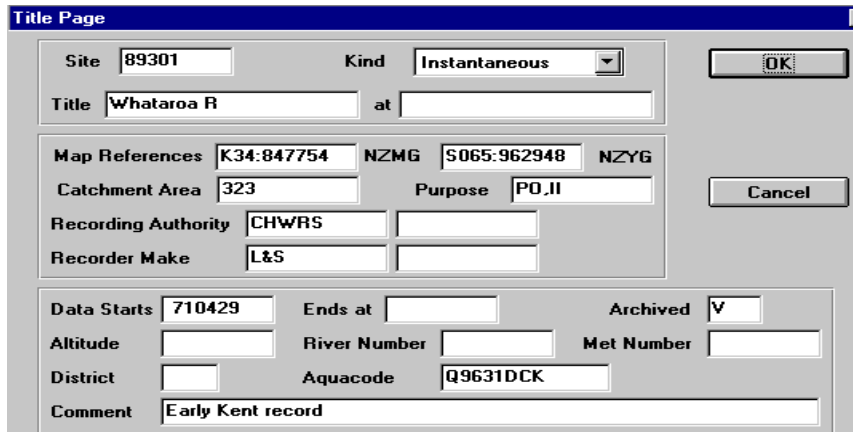 Title Page
Site 89301 Kind Instantaneous OK
Title Whataroa R at
Map References K34:847754 NZMG S065:962948 NZYG
Catchment Area 323 Purpose PO,II Cancel
Recording Authority CHWRS
Recorder Make L&S
Data Starts 710429 Ends at Archived V
Altitude River Number Met Number
District Aquacode Q9631DCK
Comment Early Kent record